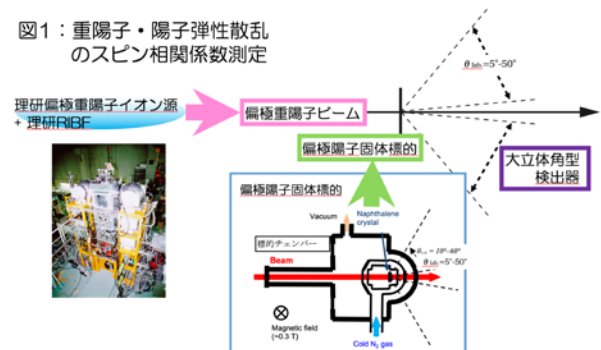 図1：重陽子・陽子弾性散乱
のスピン相関係数測定
θlab.=5°-50°
理研偏極重陽子イオン源
+ 理研RIBF
偏極重陽子ビーム
偏極陽子固体標的
大立体角型
検出器
偏極陽子固体標的
Vacuum
Naphthalene
crystal
標的チェンバー
= 10°-60°
θlab.=5°-50°
Beam
Magnetic field
(~0.3 T)
Cold N₂ gas